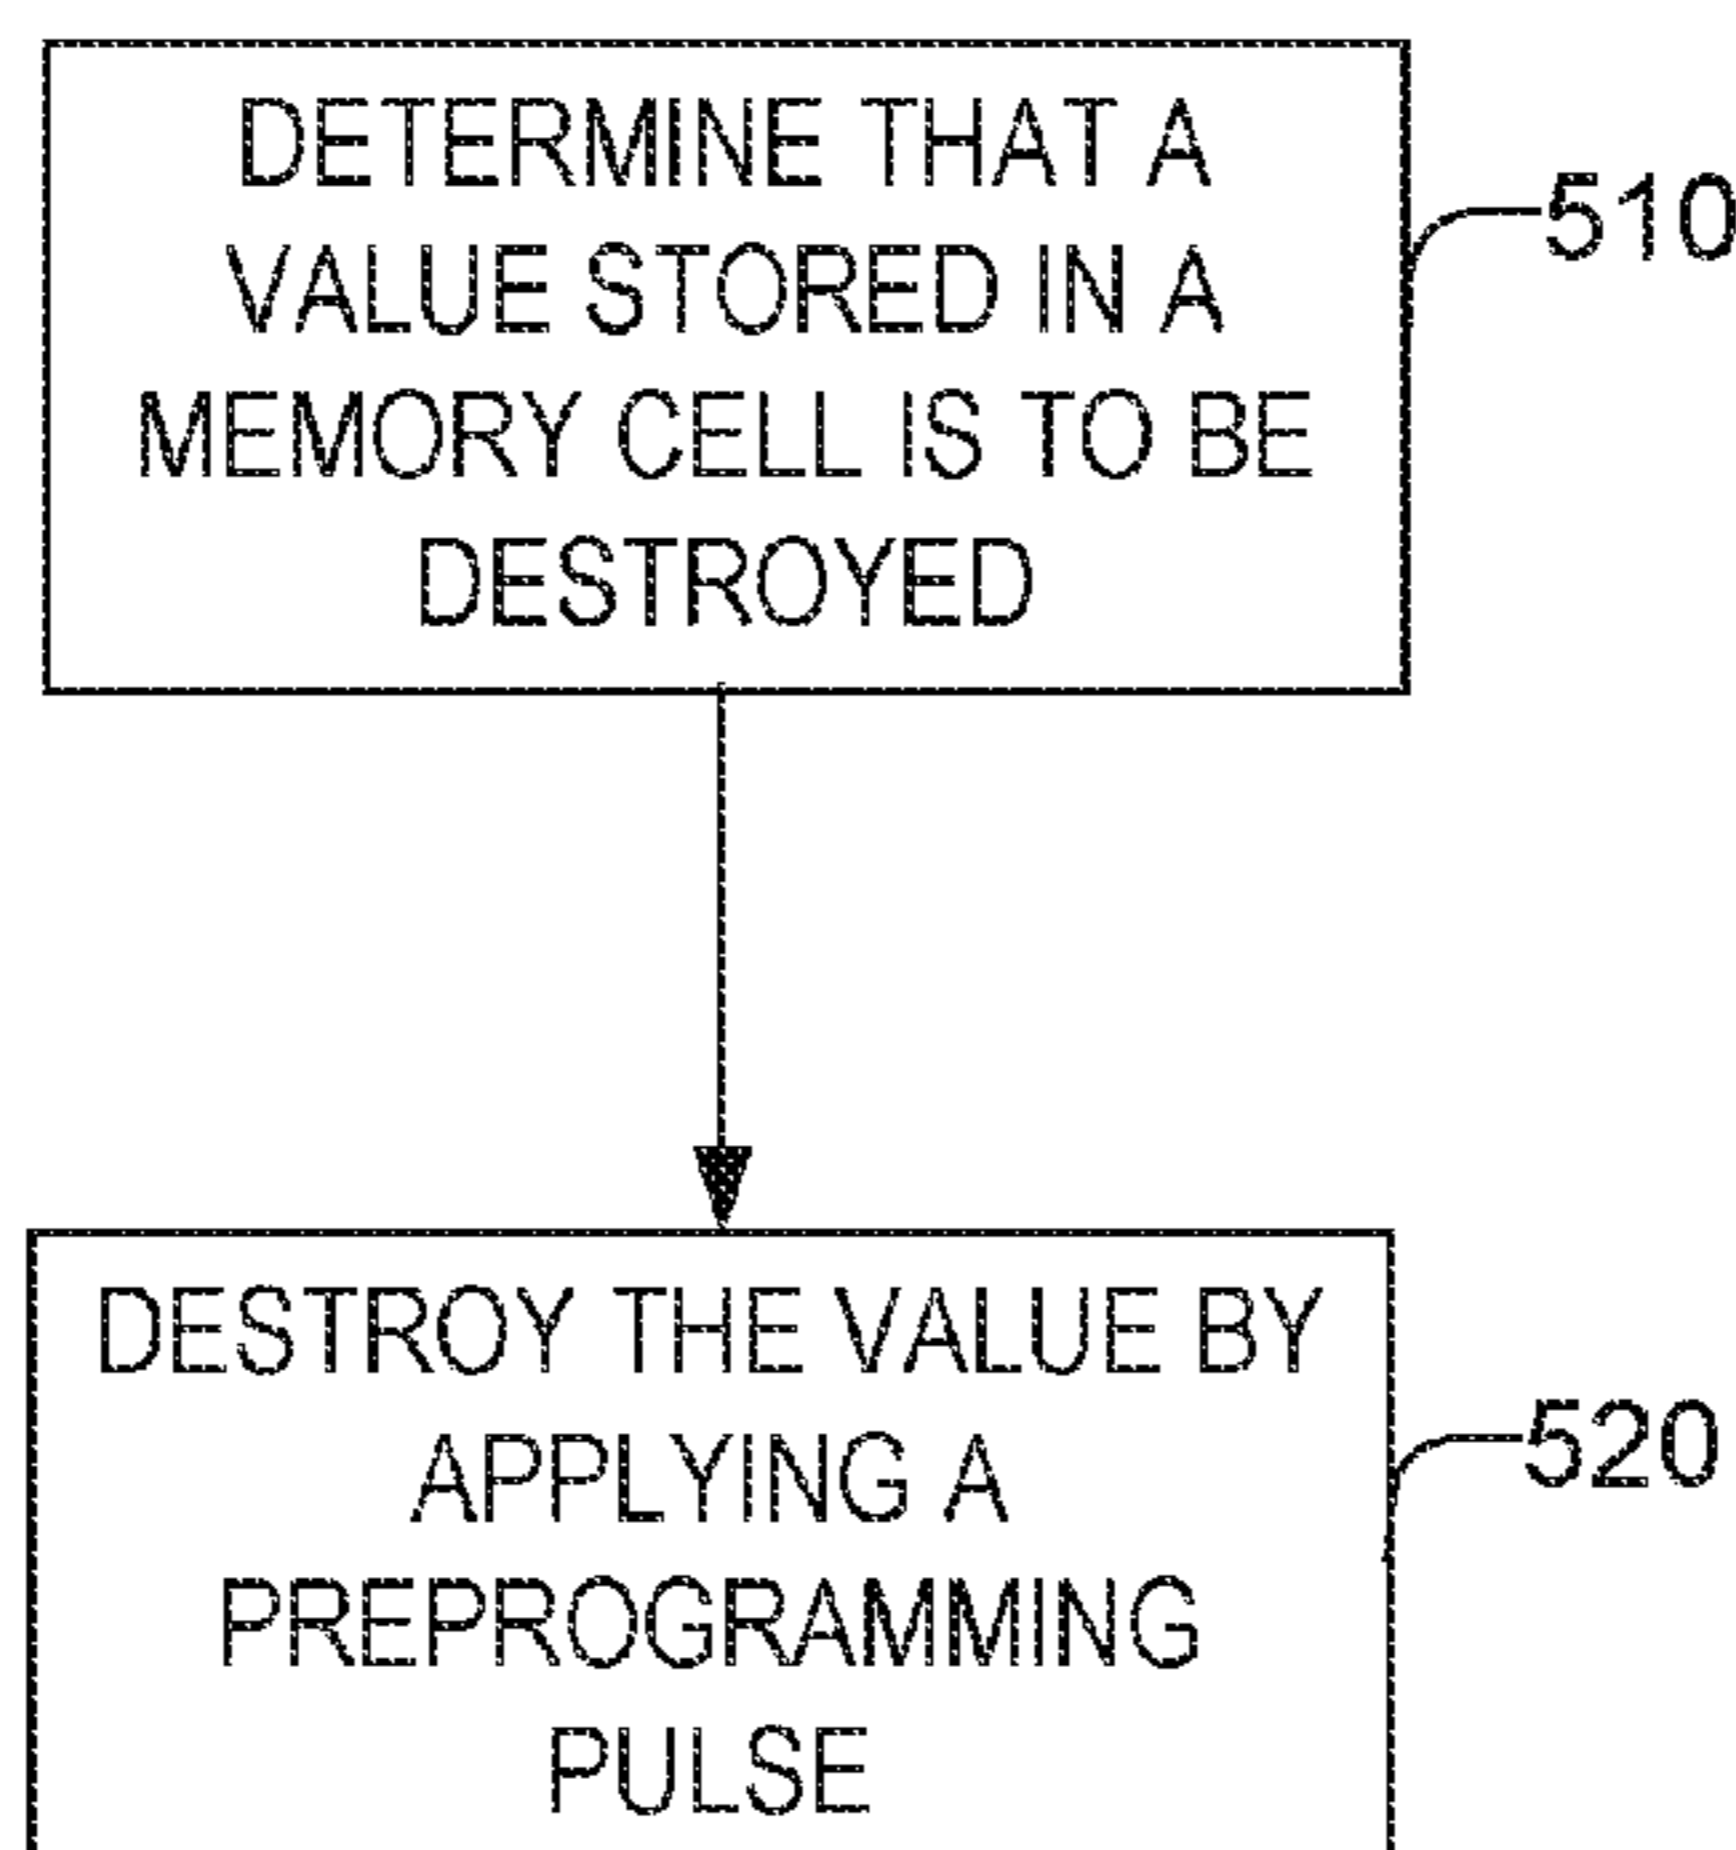 DETERMINE THAT A
VALUE STORED IN A
MEMORY CELL IS TO BE
DESTROYED
510
DESTROY THE VALUE BY
APPLYING A
PREPROGRAMMING
PULSE
520